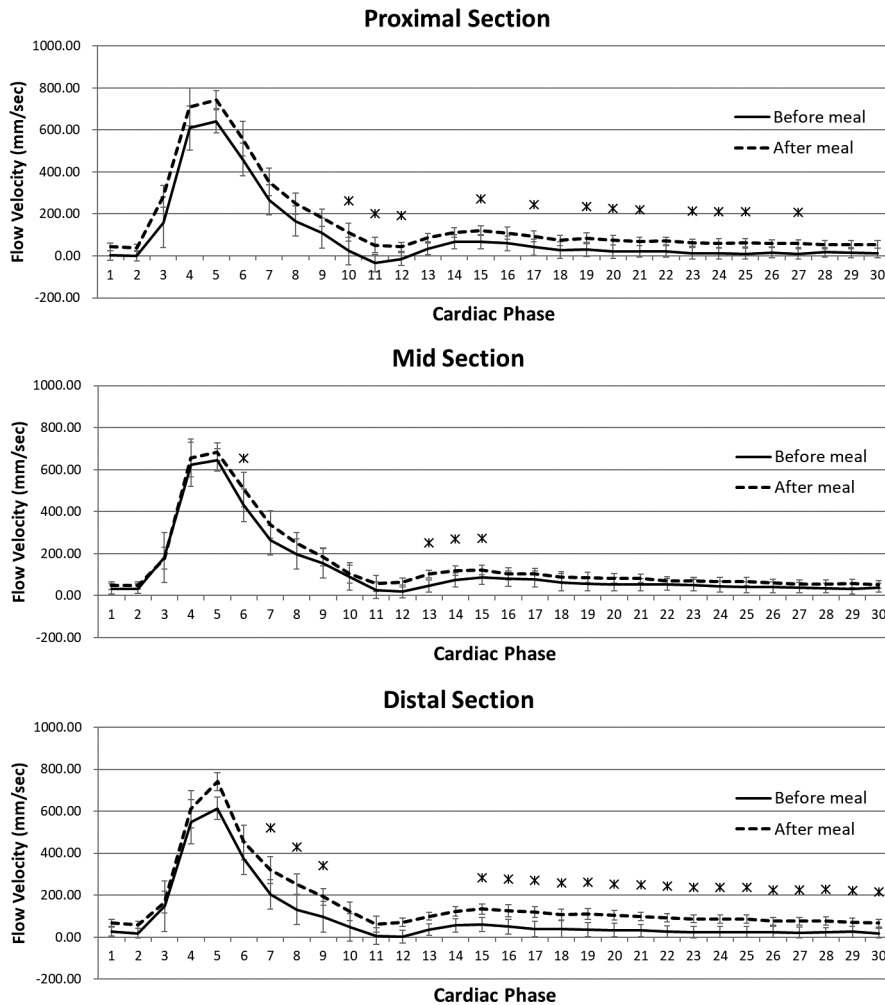 Proximal Section
1000.00
800.00
600.00
400.00
200.00
0.00
-200.00
Flow Velocity (mm/sec)
Before meal
After meal
1 2 3 4 5 6 7 8 9 10 11 12 13 14 15 16 17 18 19 20 21 22 23 24 25 26 27 28 29 30
Cardiac Phase
Mid Section
1000.00
800.00
600.00
400.00
200.00
0.00
-200.00
Flow Velocity (mm/sec)
Before meal
After meal
1 2 3 4 5 6 7 8 9 10 11 12 13 14 15 16 17 18 19 20 21 22 23 24 25 26 27 28 29 30
Cardiac Phase
Distal Section
1000.00
800.00
600.00
400.00
200.00
0.00
-200.00
Flow Velocity (mm/sec)
Before meal
After meal
1 2 3 4 5 6 7 8 9 10 11 12 13 14 15 16 17 18 19 20 21 22 23 24 25 26 27 28 29 30
Cardiac Phase